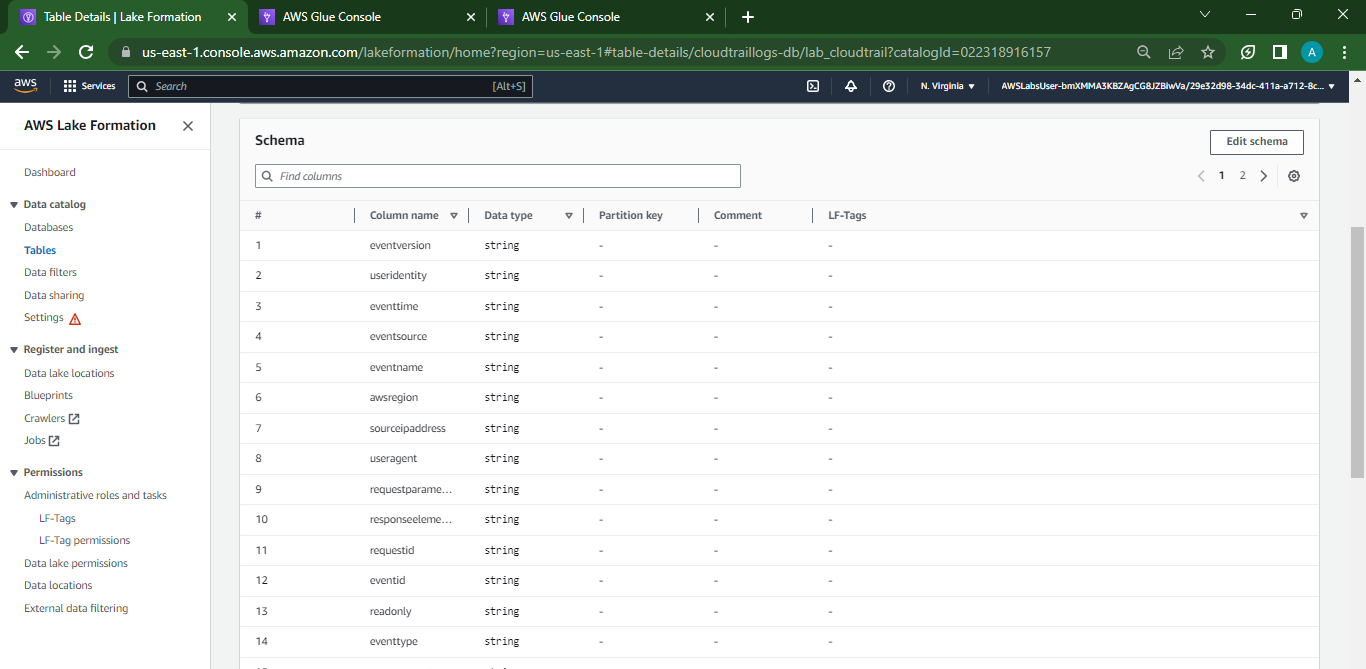 Table Details | Lake Formation
AWS Glue Console
AWS Glue Console
us-east-1.console.aws.amazon.com/lakeformation/home?region=us-east-1#table-details/cloudtraillogs-db/lab_cloudtrail?catalogId=022318916157
A
aws
Services
Search
[Alt+S]
N. Virginia
AWSLabsUser-bmXMMA3KBZAgCG8JZBiwVa/29e32d98-34dc-411a-a712-8c...
AWS Lake Formation
Dashboard
Data catalog
Databases
Tables
Data filters
Data sharing
Settings
Register and ingest
Data lake locations
Blueprints
Crawlers
Jobs
Permissions
Administrative roles and tasks
LF-Tags
LF-Tag permissions
Data lake permissions
Data locations
External data filtering
Schema
Edit schema
Find columns
1 2
# Column name Data type Partition key Comment LF-Tags
1 eventversion string - - -
2 useridentity string - - -
3 eventtime string - - -
4 eventsource string - - -
5 eventname string - - -
6 awsregion string - - -
7 sourceipaddress string - - -
8 useragent string - - -
9 requestparame... string - - -
10 responseeleme... string - - -
11 requestid string - - -
12 eventid string - - -
13 readonly string - - -
14 eventtype string - - -